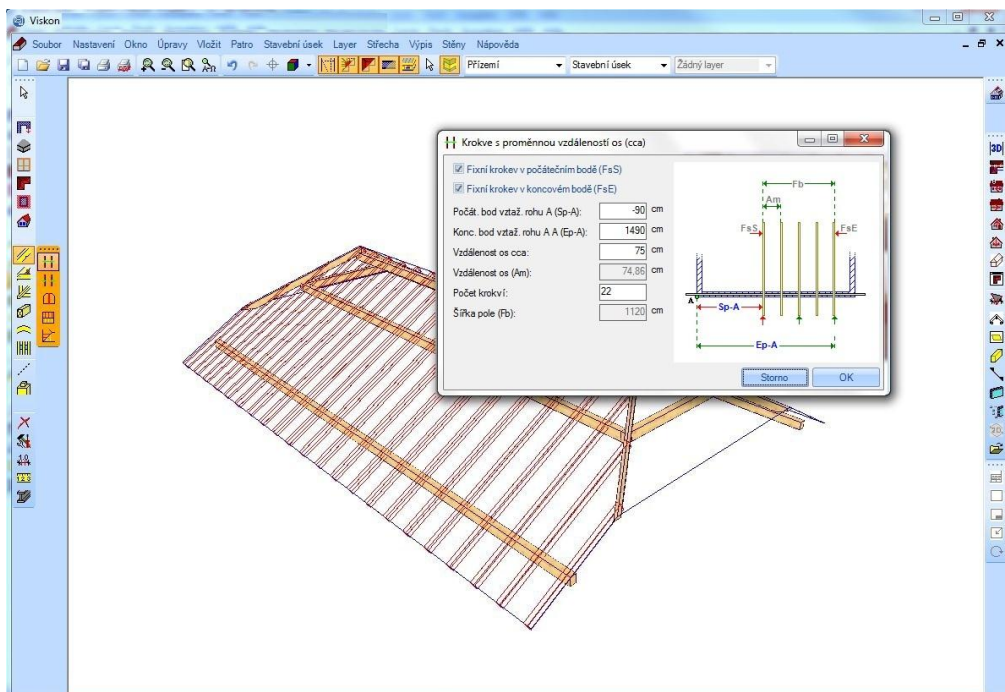 Viskon
Soubor Nastavení Okno Úpravy Vložit Patro Stavební úsek Layer Střecha Výpis Stěny Nápověda
Přízemí Stavební úsek Žádný layer
Krokve s proměnnou vzdáleností os (cca)
Fixní krokev v počátečním bodě (FsS)
Fixní krokev v koncovém bodě (FsE)
Počát. bod vztaž. rohu A (Sp-A): -90 cm
Konc. bod vztaž. rohu A A (Ep-A): 1490 cm
Vzdálenost os cca: 75 cm
Vzdálenost os (Am): 74,86 cm
Počet krokví: 22
Šířka pole (Fb): 1120 cm
Fb
Am
FsS FsE
A
Sp-A
Ep-A
Storno OK
3D